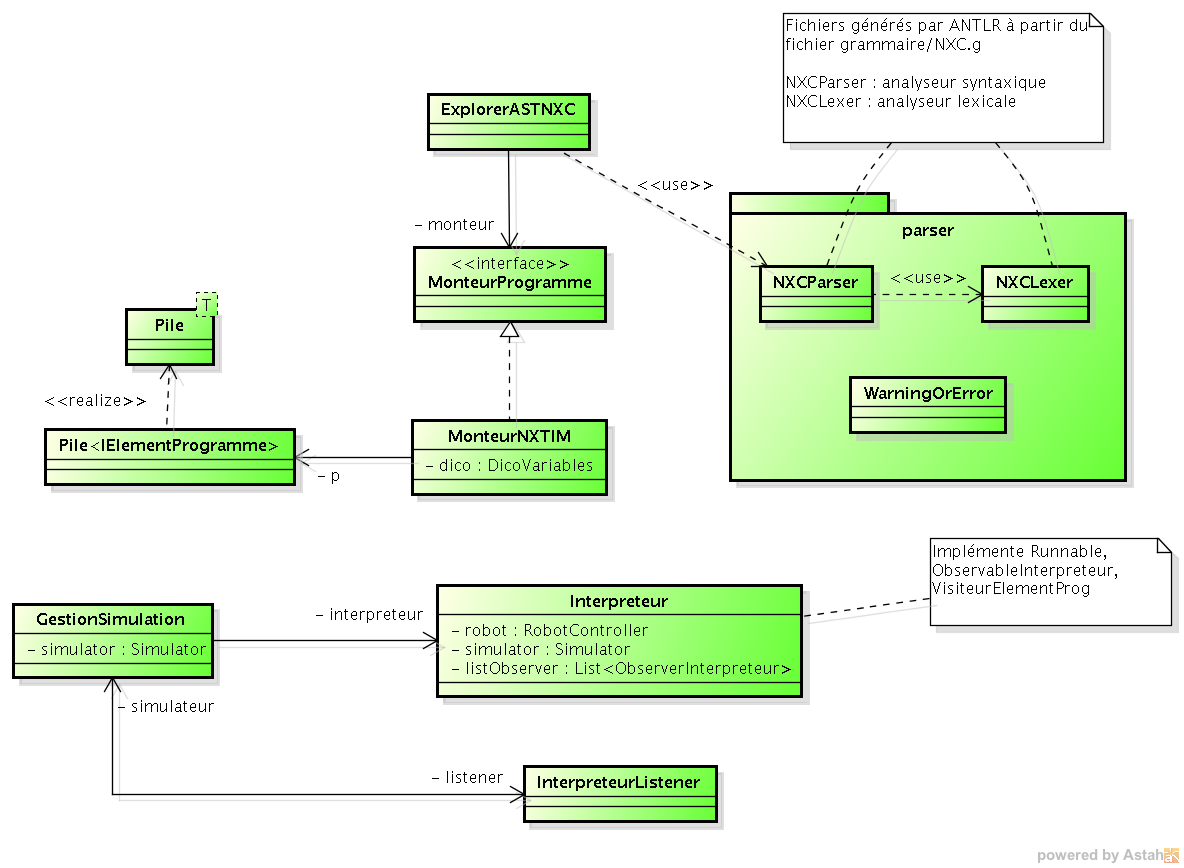 Fichiers générés par ANTLR à partir du
fichier grammaire/NXC.g
NXCParser : analyseur syntaxique
NXCLexer : analyseur lexicale
ExplorerASTNXC
<<use>>
- monteur
parser
<<interface>>
MonteurProgramme
NXCParser
<<use>>
NXCLexer
T
Pile
WarningOrError
<<realize>>
Pile<IElementProgramme>
- p
MonteurNXTIM
- dico : DicoVariables
Implémente Runnable,
ObservableInterpreteur,
VisiteurElementProg
GestionSimulation
- simulator : Simulator
- interpreteur
Interpreteur
- robot : RobotController
- simulator : Simulator
- listObserver : List<ObserverInterpreteur>
- simulateur
- listener
InterpreteurListener
powered by Astah